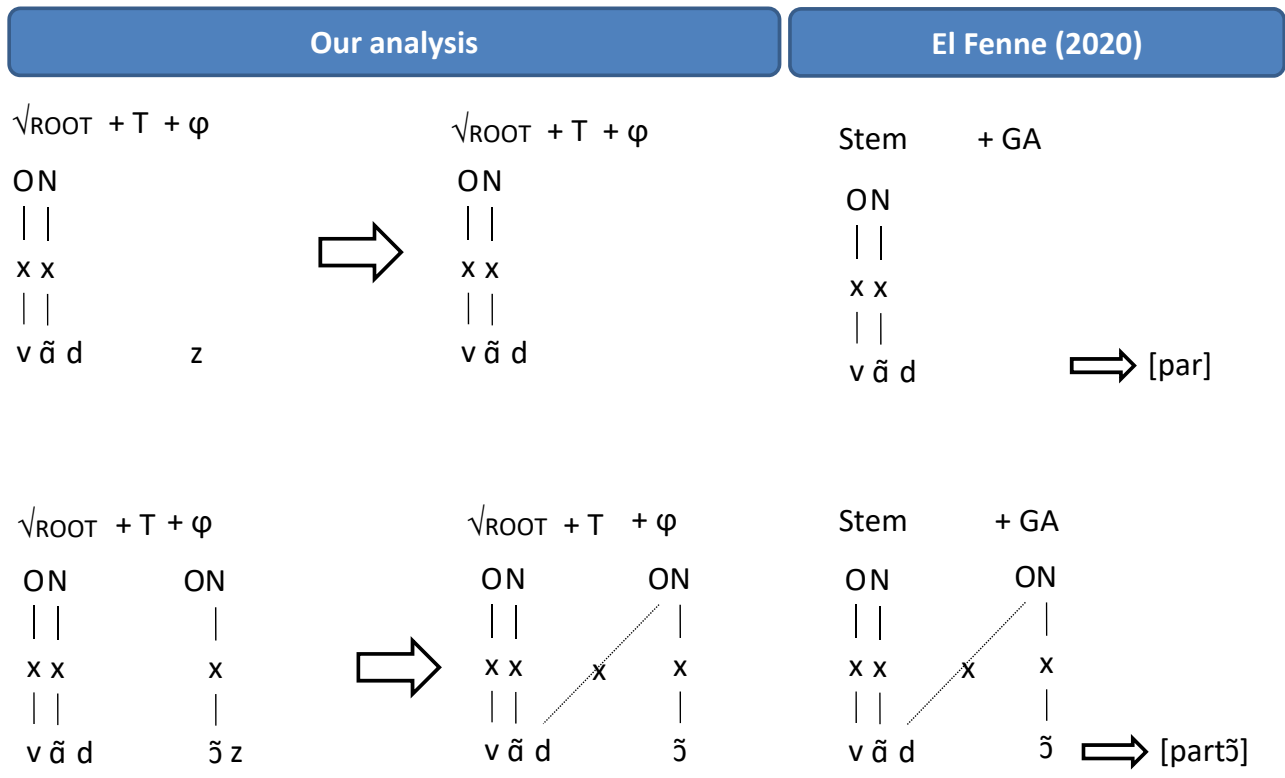 Our analysis El Fenne (2020)
√ROOT + T + φ √ROOT + T + φ Stem + GA
ON ON ON
x x x x x x
v ɑ̃ d z v ɑ̃ d v ɑ̃ d [par]
√ROOT + T + φ √ROOT + T + φ Stem + GA
ON ON ON ON ON ON
x x x x x x x x x x x
v ɑ̃ d ɔ̃ z v ɑ̃ d ɔ̃ v ɑ̃ d ɔ̃ [partɔ̃]